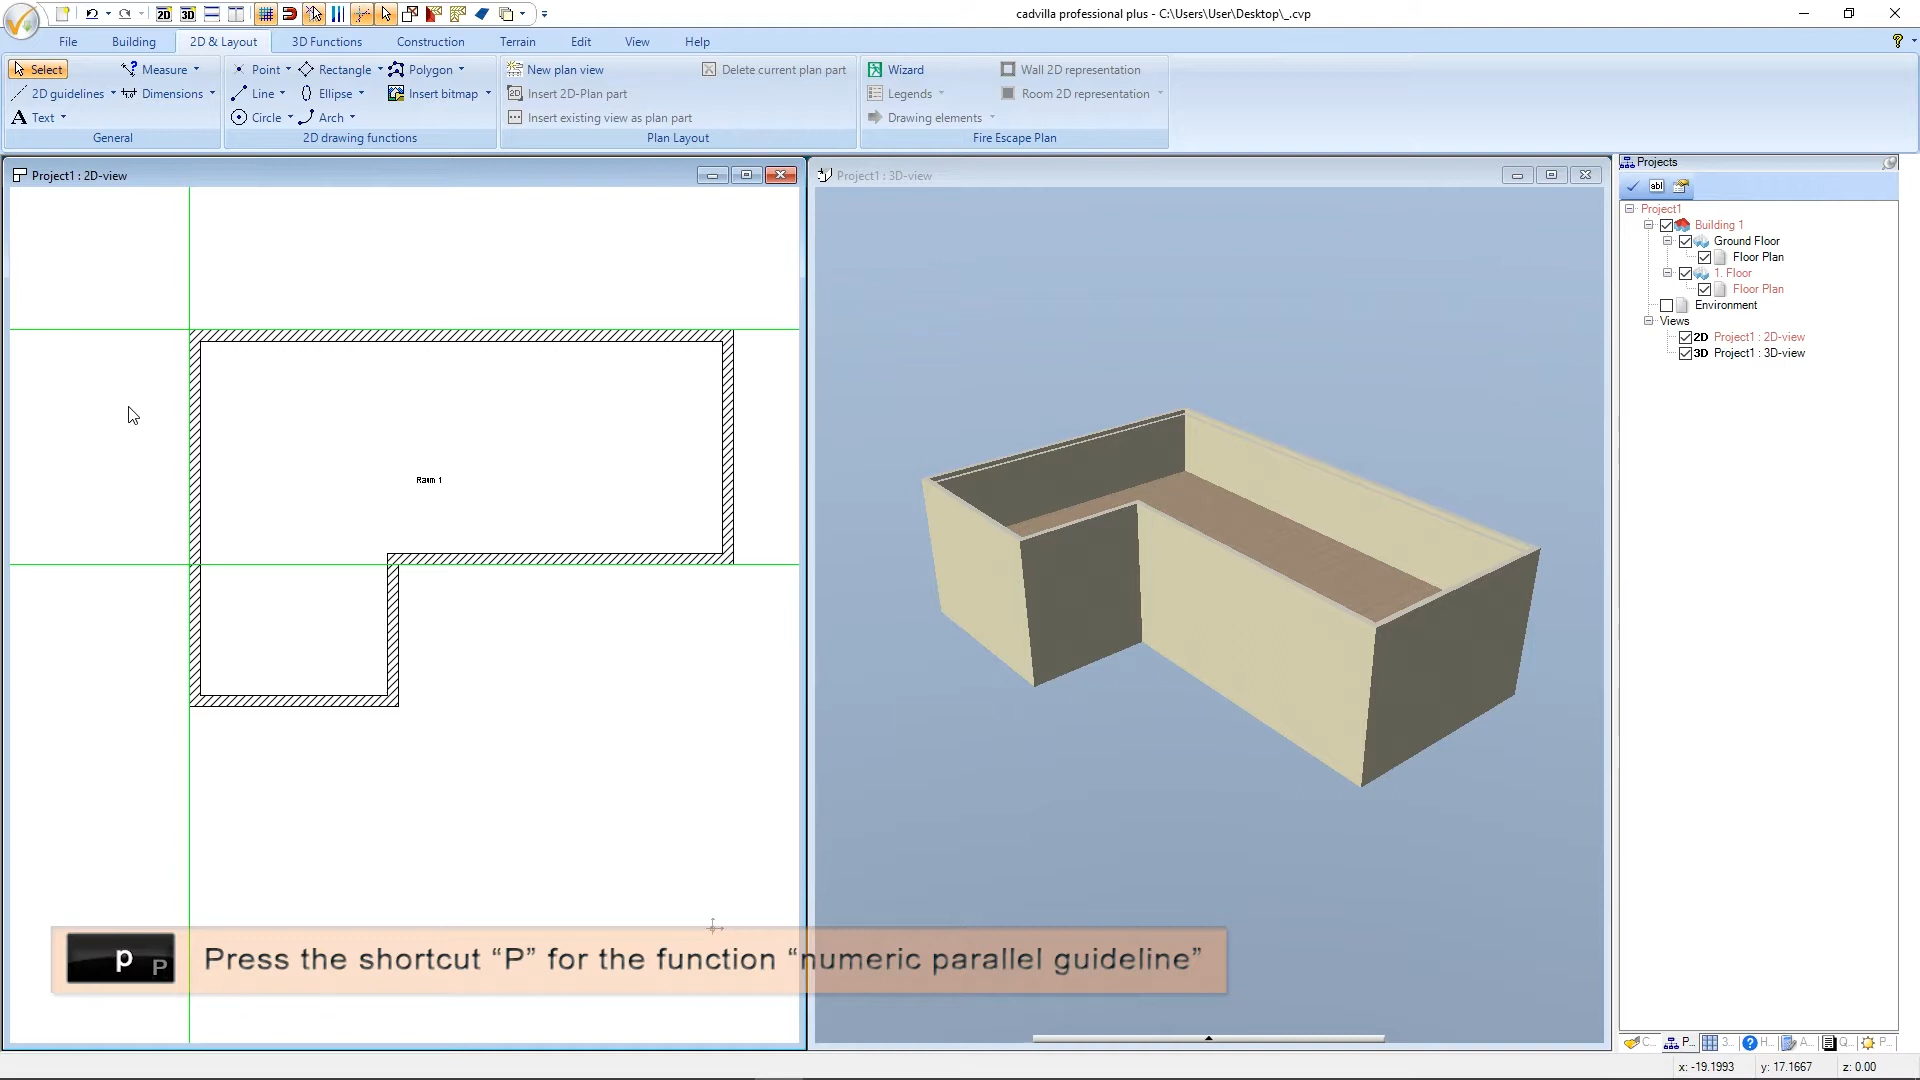 2D 3D
cadvilla professional plus - C:\Users\User\Desktop\_.cvp
File Building 2D & Layout 3D Functions Construction Terrain Edit View Help
Select Measure Point Rectangle Polygon New plan view Delete current plan part Wizard Wall 2D representation
2D guidelines Dimensions Line Ellipse Insert bitmap Insert 2D-Plan part Legends Room 2D representation
Text Circle Arch Insert existing view as plan part Drawing elements
General 2D drawing functions Plan Layout Fire Escape Plan
Project1 : 2D-view
Project1 : 3D-view
Projects
abl
Project1
Building 1
Ground Floor
Floor Plan
1. Floor
Floor Plan
Environment
Views
2D Project1 : 2D-view
3D Project1 : 3D-view
Raum 1
p P Press the shortcut “P” for the function “numeric parallel guideline”
C... P... 3... H... A... Q... P...
x: -19.1993 y: 17.1667 z: 0.00